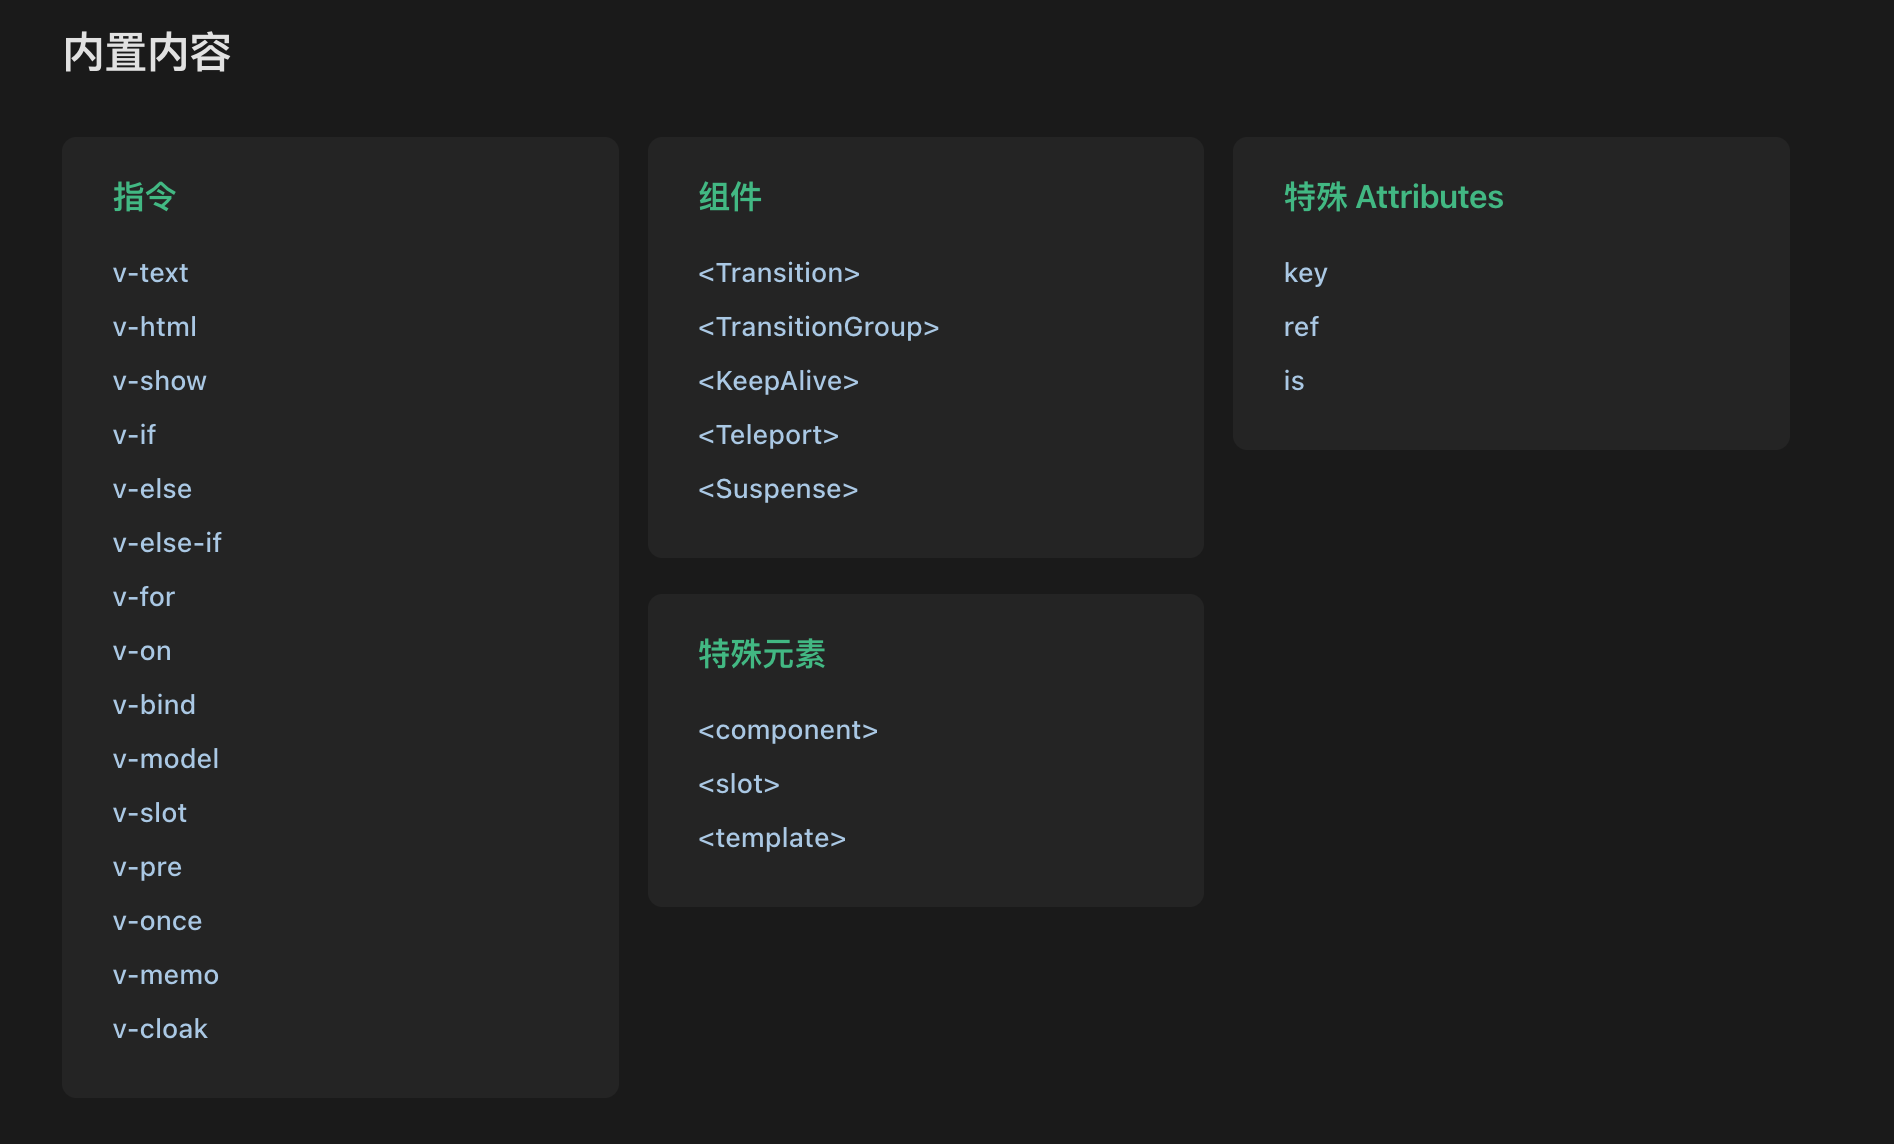 内置内容
指令
v-text
v-html
v-show
v-if
v-else
v-else-if
v-for
v-on
v-bind
v-model
v-slot
v-pre
v-once
v-memo
v-cloak
组件
<Transition>
<TransitionGroup>
<KeepAlive>
<Teleport>
<Suspense>
特殊元素
<component>
<slot>
<template>
特殊 Attributes
key
ref
is